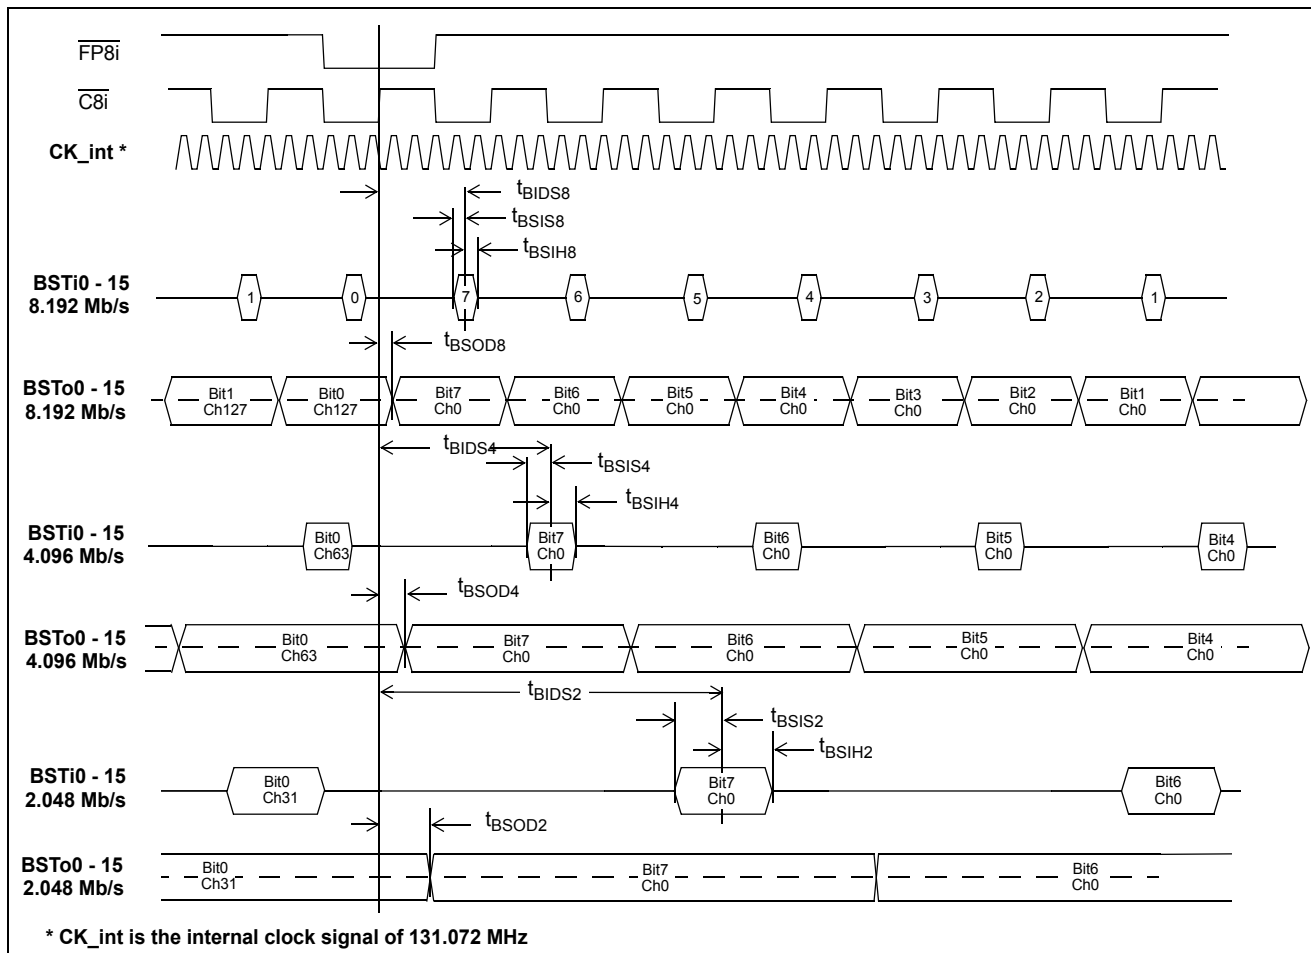 FP8i
C8i
CK_int *
tBIDS8
tBSIS8
tBSIH8
BSTi0 - 15
8.192 Mb/s
1 0 7 6 5 4 3 2 1
tBSOD8
BSTo0 - 15
8.192 Mb/s
Bit1 Bit0 Bit7 Bit6 Bit5 Bit4 Bit3 Bit2 Bit1
Ch127 Ch127 Ch0 Ch0 Ch0 Ch0 Ch0 Ch0 Ch0
tBIDS4
tBSIS4
tBSIH4
BSTi0 - 15
4.096 Mb/s
Bit0 Bit7 Bit6 Bit5 Bit4
Ch63 Ch0 Ch0 Ch0 Ch0
tBSOD4
BSTo0 - 15
4.096 Mb/s
Bit0 Bit7 Bit6 Bit5 Bit4
Ch63 Ch0 Ch0 Ch0 Ch0
tBIDS2
tBSIS2
tBSIH2
BSTi0 - 15
2.048 Mb/s
Bit0 Bit7 Bit6
Ch31 Ch0 Ch0
tBSOD2
BSTo0 - 15
2.048 Mb/s
Bit0 Bit7 Bit6
Ch31 Ch0 Ch0
* CK_int is the internal clock signal of 131.072 MHz